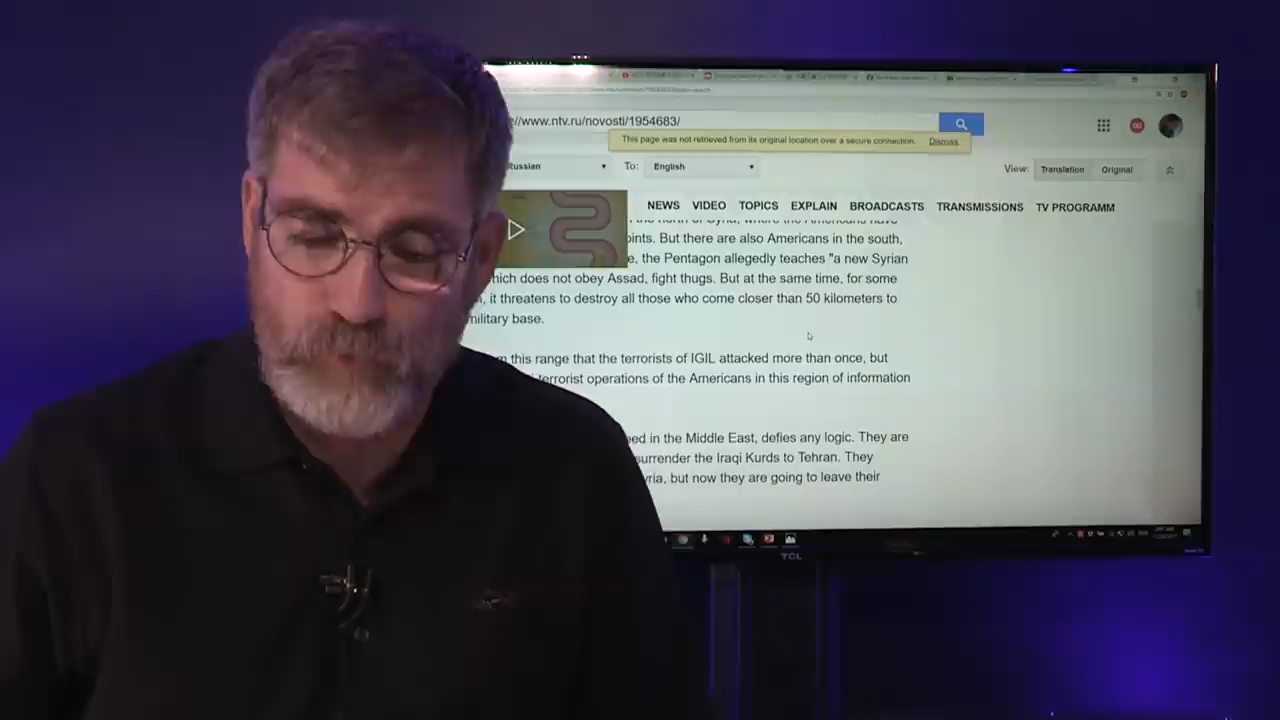 //www.ntv.ru/novosti/1954683/
This page was not retrieved from its original location over a secure connection. Dismiss
Russian To: English View: Translation Original
NEWS VIDEO TOPICS EXPLAIN BROADCASTS TRANSMISSIONS TV PROGRAMM
the north of Syria, where the Americans have
oints. But there are also Americans in the south,
e, the Pentagon allegedly teaches "a new Syrian
hich does not obey Assad, fight thugs. But at the same time, for some
, it threatens to destroy all those who come closer than 50 kilometers to
military base.
this range that the terrorists of IGIL attacked more than once, but
terrorist operations of the Americans in this region of information
ed in the Middle East, defies any logic. They are
surrender the Iraqi Kurds to Tehran. They
yria, but now they are going to leave their
TCL